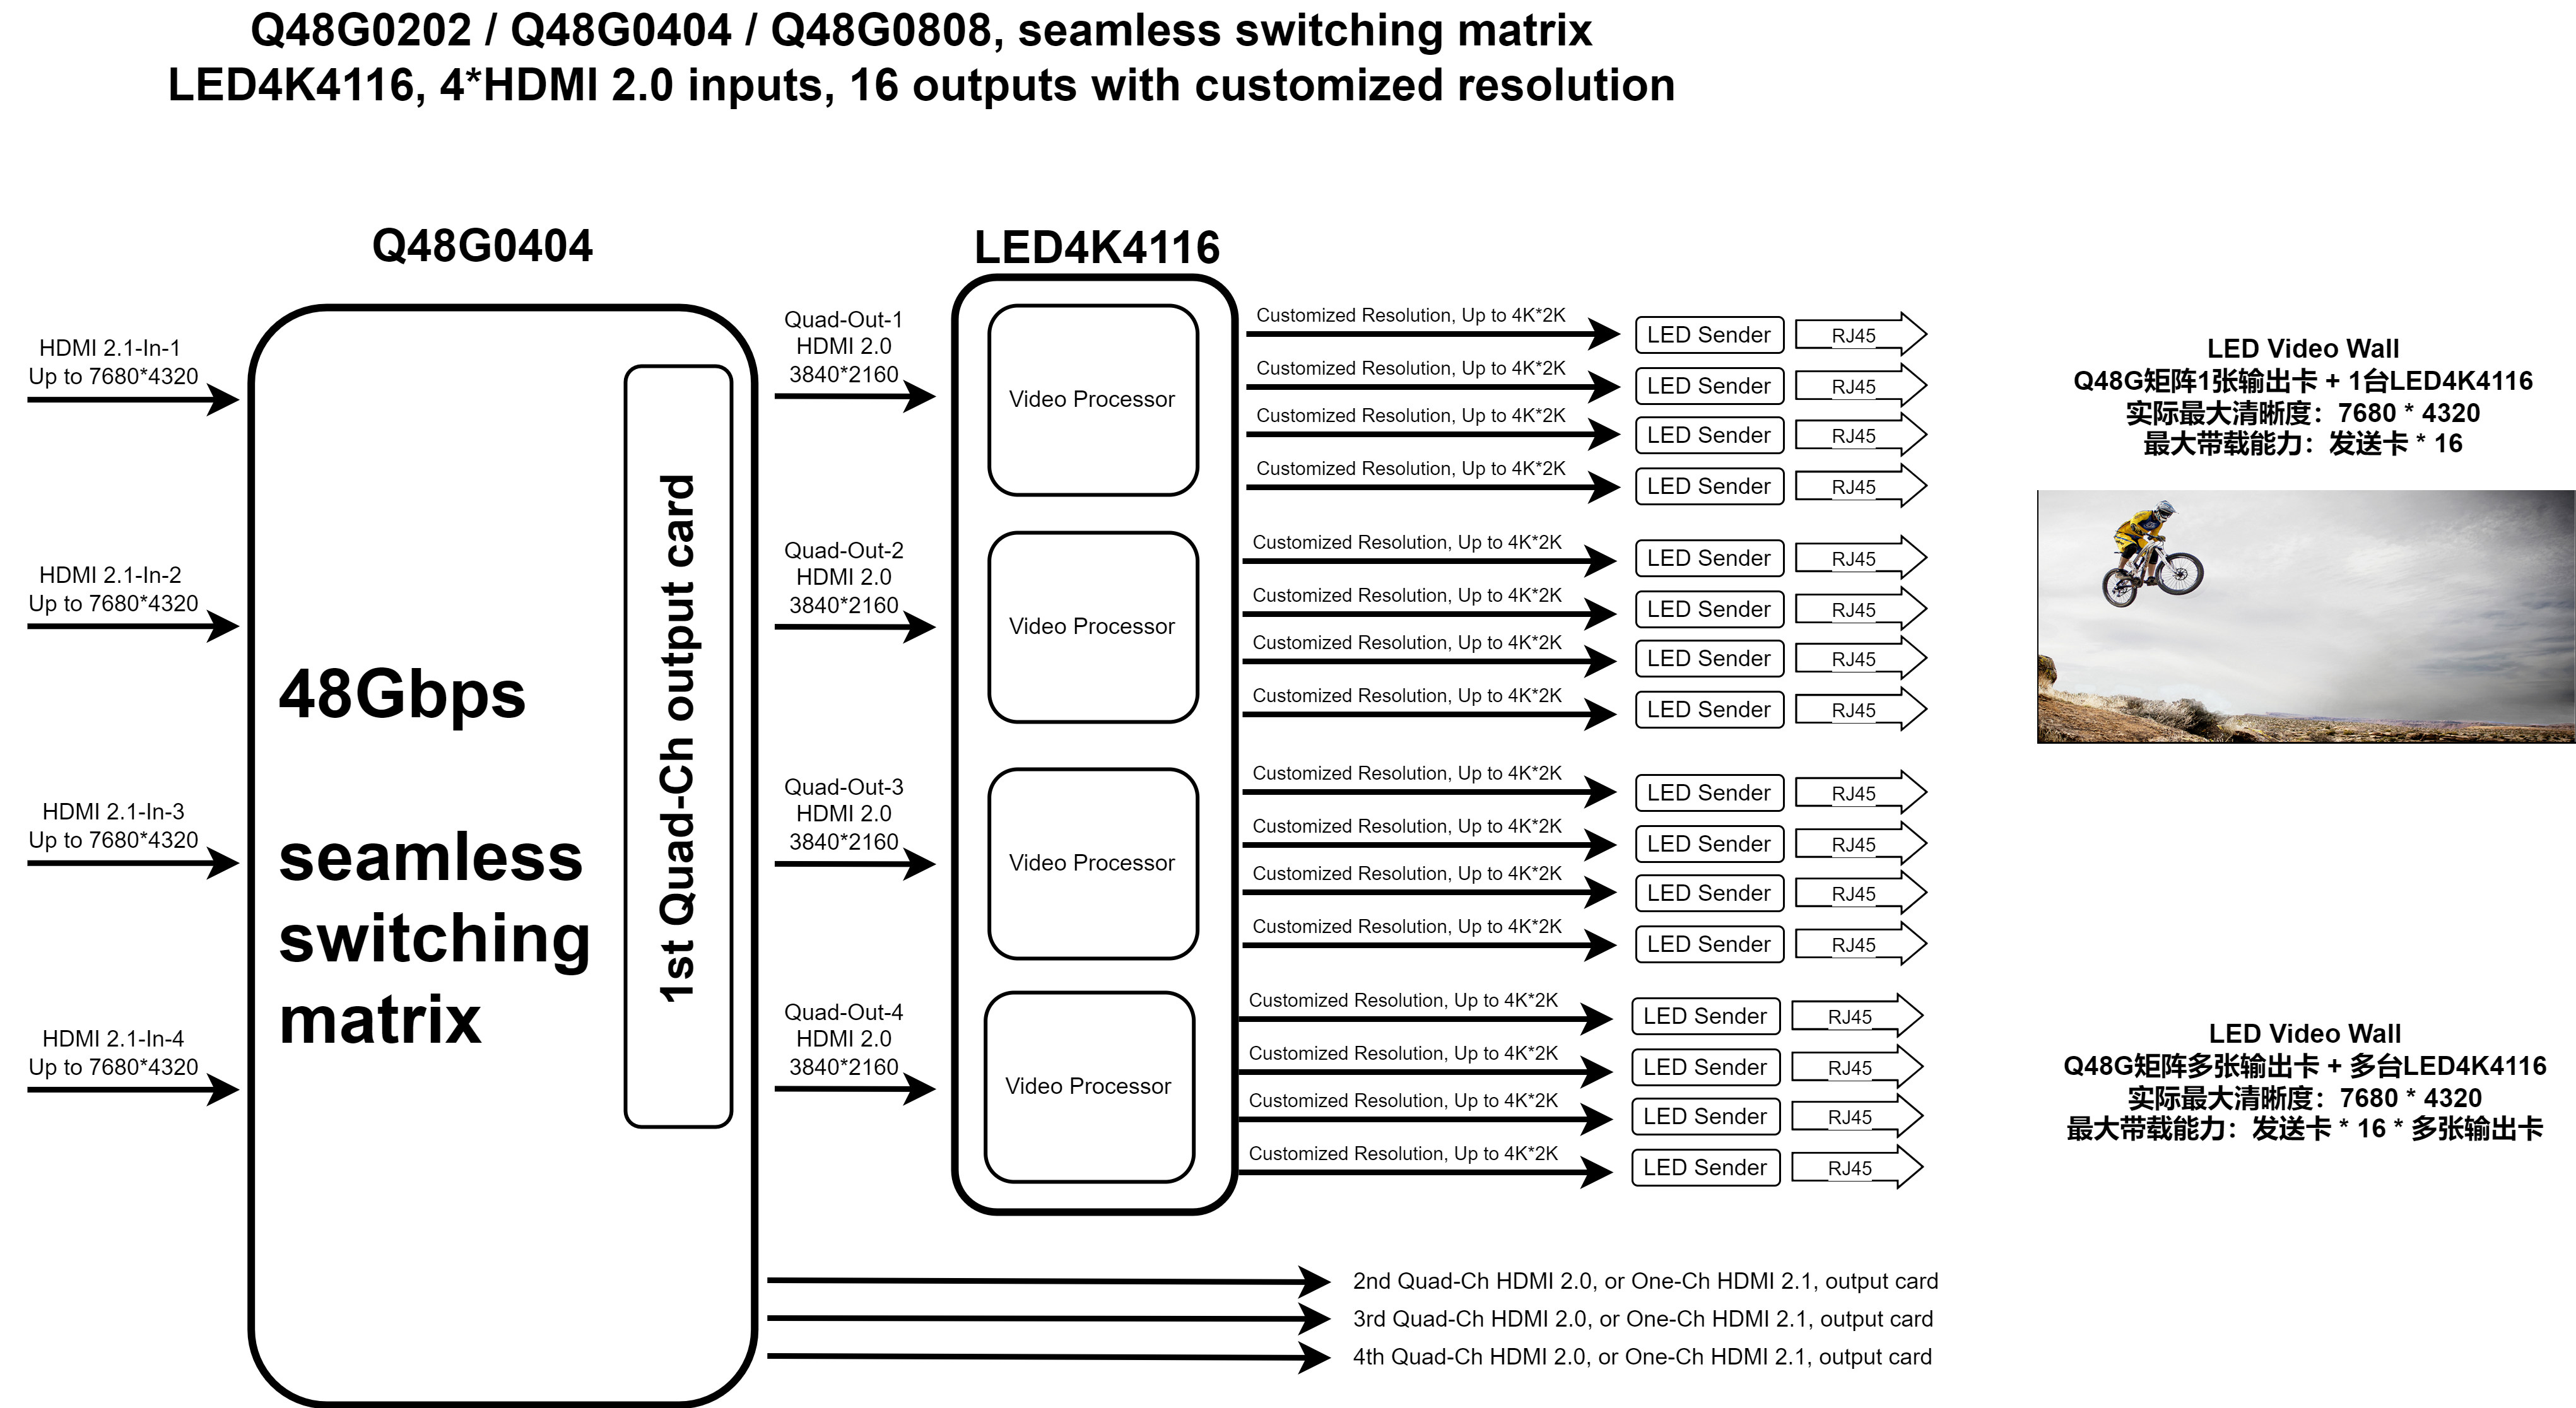 Q48G0202 / Q48G0404 / Q48G0808, seamless switching matrix
LED4K4116, 4*HDMI 2.0 inputs, 16 outputs with customized resolution
Q48G0404
HDMI 2.1-In-1
Up to 7680*4320
HDMI 2.1-In-2
Up to 7680*4320
HDMI 2.1-In-3
Up to 7680*4320
HDMI 2.1-In-4
Up to 7680*4320
48Gbps
seamless
switching
matrix
1st Quad-Ch output card
Quad-Out-1
HDMI 2.0
3840*2160
Quad-Out-2
HDMI 2.0
3840*2160
Quad-Out-3
HDMI 2.0
3840*2160
Quad-Out-4
HDMI 2.0
3840*2160
LED4K4116
Video Processor
Video Processor
Video Processor
Video Processor
Customized Resolution, Up to 4K*2K
LED Sender
RJ45
Customized Resolution, Up to 4K*2K
LED Sender
RJ45
Customized Resolution, Up to 4K*2K
LED Sender
RJ45
Customized Resolution, Up to 4K*2K
LED Sender
RJ45
Customized Resolution, Up to 4K*2K
LED Sender
RJ45
Customized Resolution, Up to 4K*2K
LED Sender
RJ45
Customized Resolution, Up to 4K*2K
LED Sender
RJ45
Customized Resolution, Up to 4K*2K
LED Sender
RJ45
Customized Resolution, Up to 4K*2K
LED Sender
RJ45
Customized Resolution, Up to 4K*2K
LED Sender
RJ45
Customized Resolution, Up to 4K*2K
LED Sender
RJ45
Customized Resolution, Up to 4K*2K
LED Sender
RJ45
Customized Resolution, Up to 4K*2K
LED Sender
RJ45
Customized Resolution, Up to 4K*2K
LED Sender
RJ45
Customized Resolution, Up to 4K*2K
LED Sender
RJ45
Customized Resolution, Up to 4K*2K
LED Sender
RJ45
2nd Quad-Ch HDMI 2.0, or One-Ch HDMI 2.1, output card
3rd Quad-Ch HDMI 2.0, or One-Ch HDMI 2.1, output card
4th Quad-Ch HDMI 2.0, or One-Ch HDMI 2.1, output card
LED Video Wall
Q48G矩阵1张输出卡 + 1台LED4K4116
实际最大清晰度：7680 * 4320
最大带载能力：发送卡 * 16
LED Video Wall
Q48G矩阵多张输出卡 + 多台LED4K4116
实际最大清晰度：7680 * 4320
最大带载能力：发送卡 * 16 * 多张输出卡